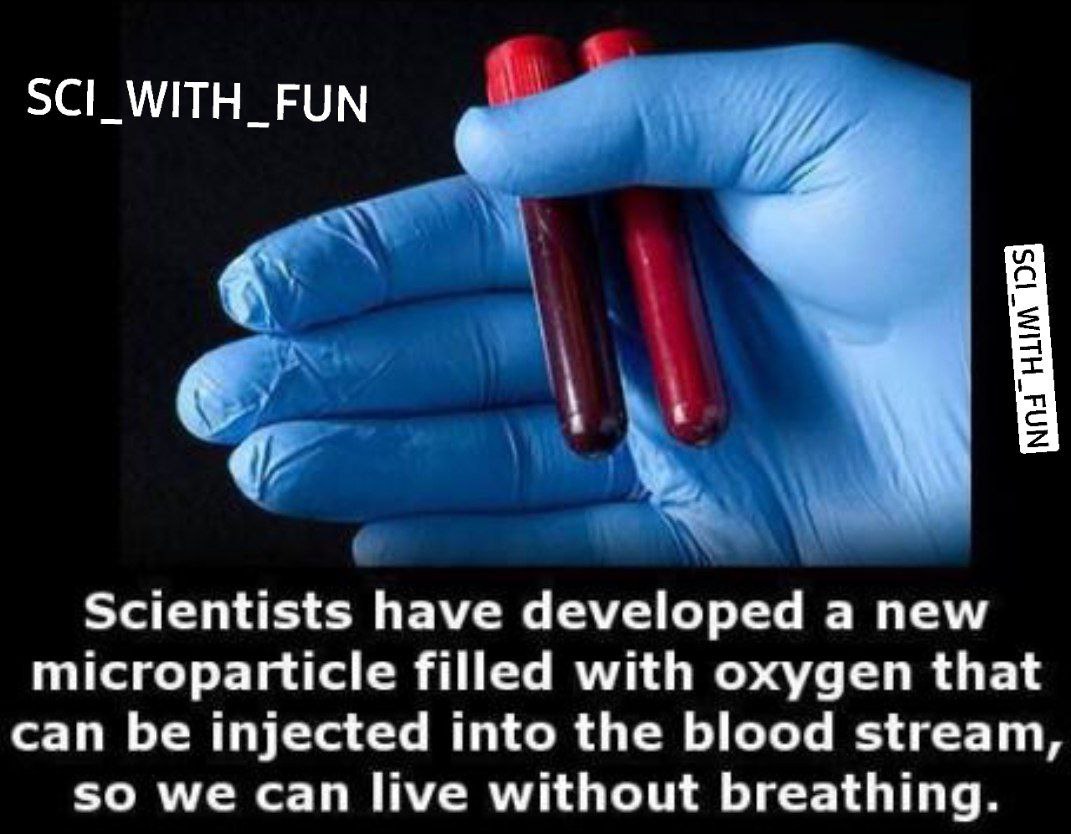 SCI_WITH_FUN
SCI_WITH_FUN
Scientists have developed a new
microparticle filled with oxygen that
can be injected into the blood stream,
so we can live without breathing.